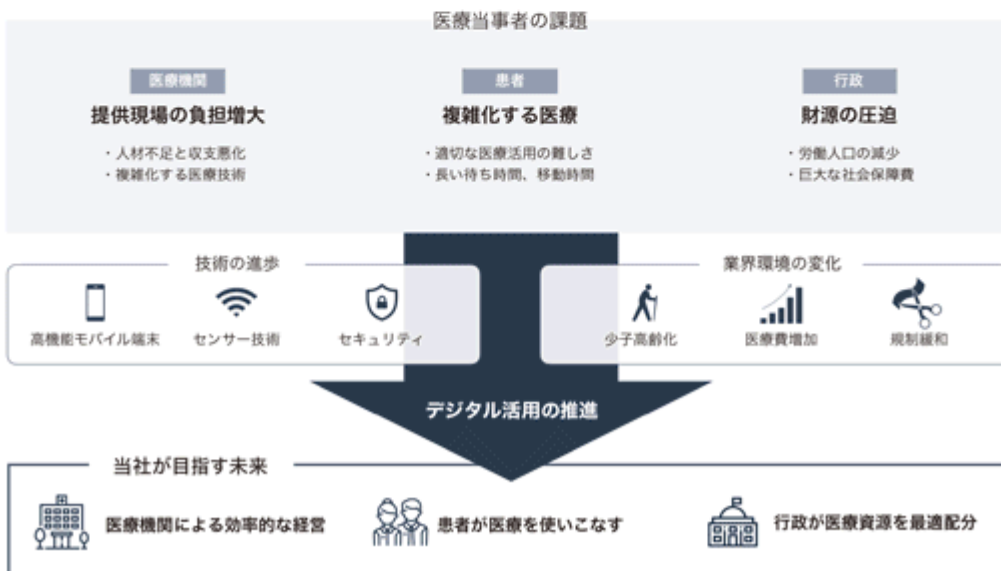 医療当事者の課題
医療機関
提供現場の負担増大
・人材不足と収支悪化
・複雑化する医療技術
患者
複雑化する医療
・適切な医療活用の難しさ
・長い待ち時間、移動時間
行政
財源の圧迫
・労働人口の減少
・巨大な社会保障費
技術の進歩
高機能モバイル端末
センサー技術
セキュリティ
業界環境の変化
少子高齢化
医療費増加
規制緩和
デジタル活用の推進
当社が目指す未来
医療機関による効率的な経営
患者が医療を使いこなす
行政が医療資源を最適配分